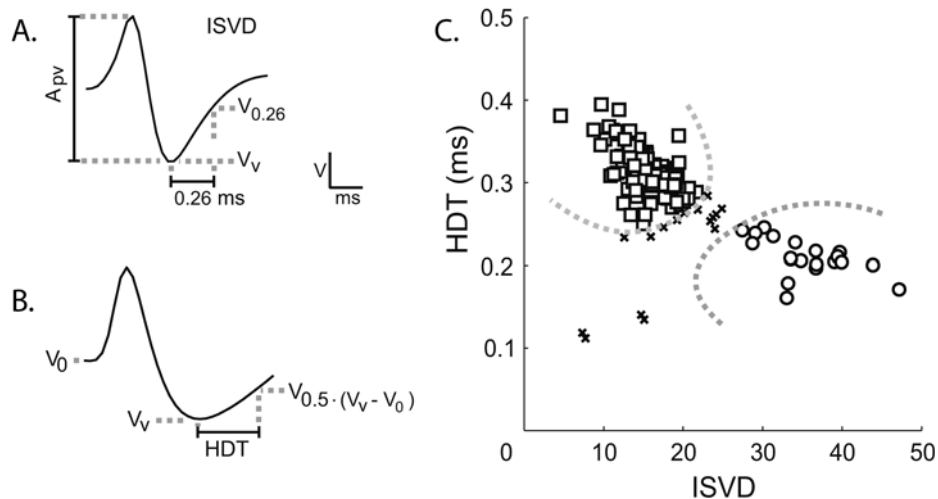 A.
ISVD
Apv
V0.26
Vv
0.26 ms
V
ms
B.
V0
Vv
V0.5·(Vv - V0)
HDT
C.
HDT (ms)
0.5
0.4
0.3
0.2
0.1
0
10
20
30
40
50
ISVD